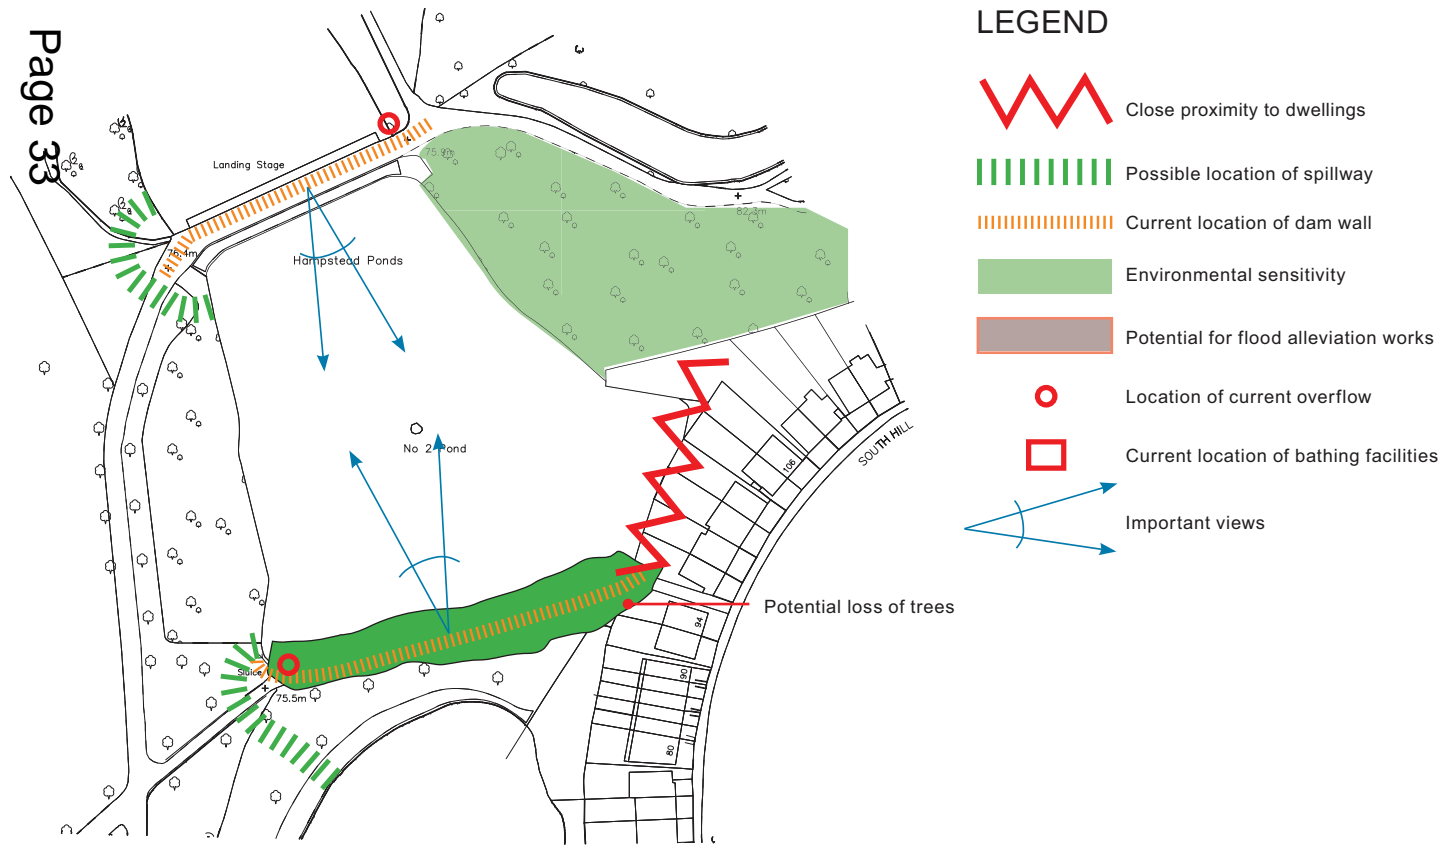 Page 33
LEGEND
Close proximity to dwellings
Possible location of spillway
Current location of dam wall
Environmental sensitivity
Potential for flood alleviation works
Location of current overflow
Current location of bathing facilities
Important views
Landing Stage
75.9m
82.3m
76.4m
Hampstead Ponds
No 2 Pond
106
SOUTH HILL
Potential loss of trees
94
Sluice
75.5m
90
80